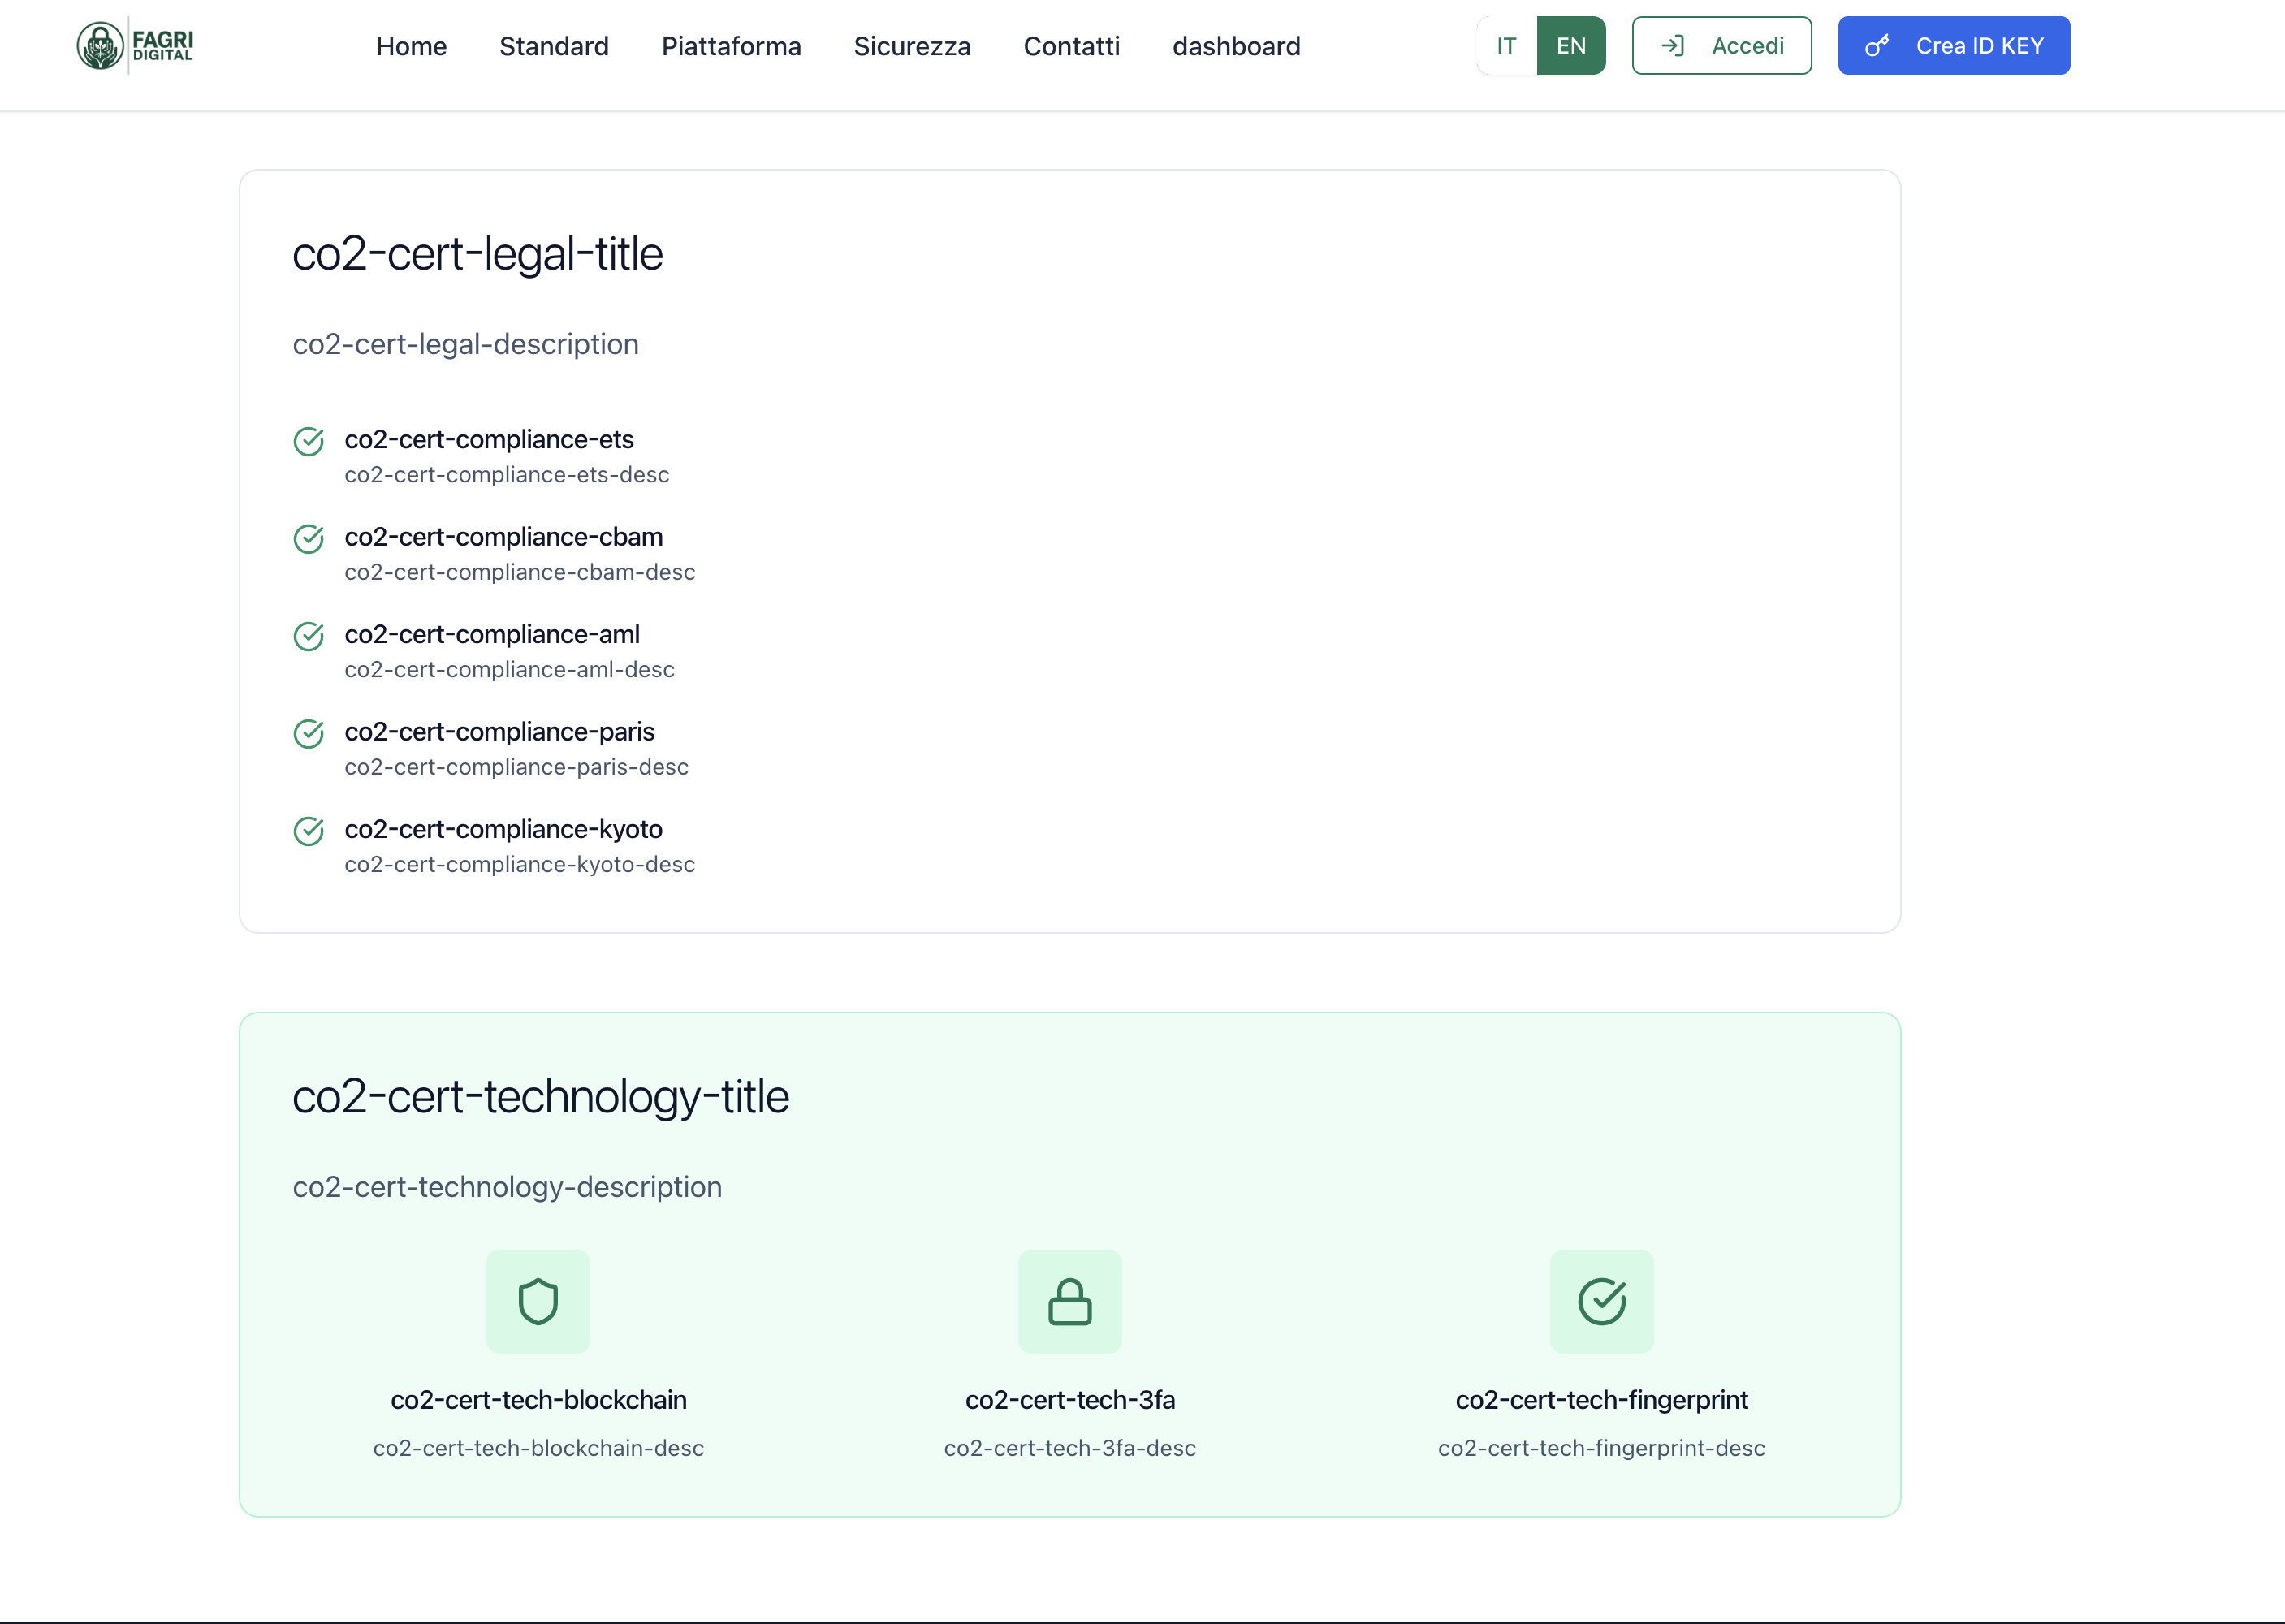 FAGRI
DIGITAL
Home Standard Piattaforma Sicurezza Contatti dashboard IT EN Accedi Crea ID KEY
co2-cert-legal-title
co2-cert-legal-description
co2-cert-compliance-ets
co2-cert-compliance-ets-desc
co2-cert-compliance-cbam
co2-cert-compliance-cbam-desc
co2-cert-compliance-aml
co2-cert-compliance-aml-desc
co2-cert-compliance-paris
co2-cert-compliance-paris-desc
co2-cert-compliance-kyoto
co2-cert-compliance-kyoto-desc
co2-cert-technology-title
co2-cert-technology-description
co2-cert-tech-blockchain
co2-cert-tech-blockchain-desc
co2-cert-tech-3fa
co2-cert-tech-3fa-desc
co2-cert-tech-fingerprint
co2-cert-tech-fingerprint-desc